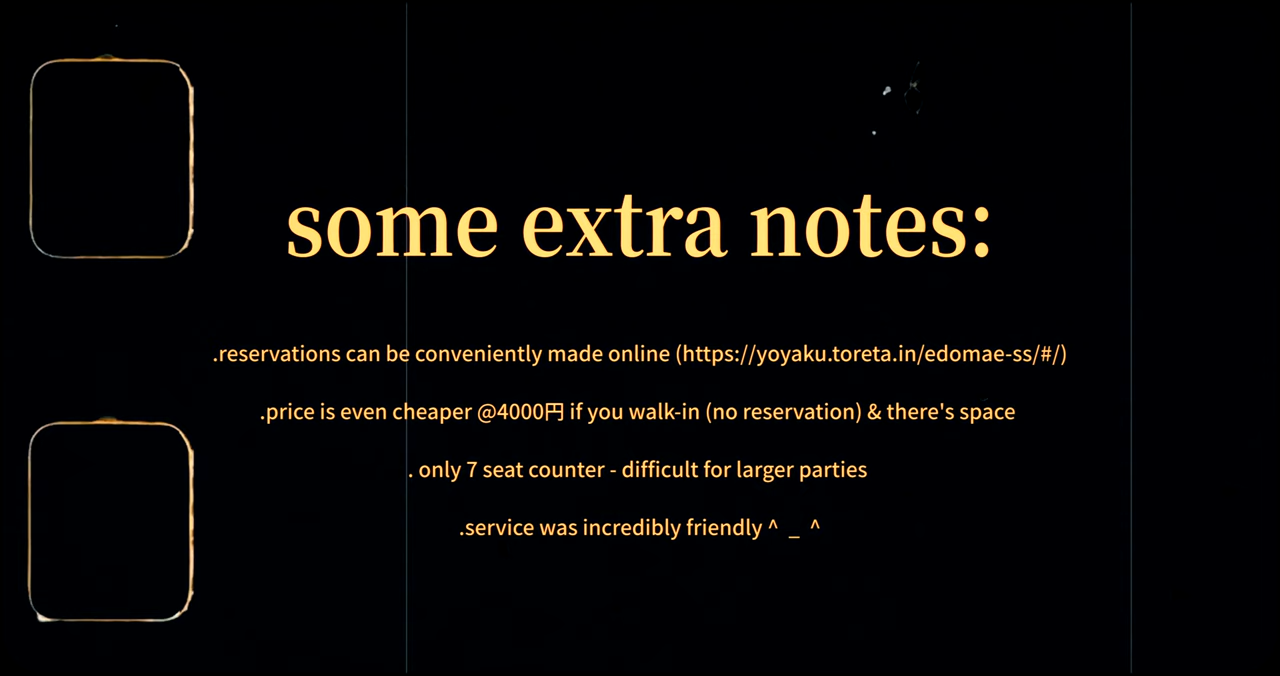 some extra notes:
.reservations can be conveniently made online (https://yoyaku.toreta.in/edomae-ss/#/)
.price is even cheaper @4000円 if you walk-in (no reservation) & there's space
. only 7 seat counter - difficult for larger parties
.service was incredibly friendly ^ _ ^